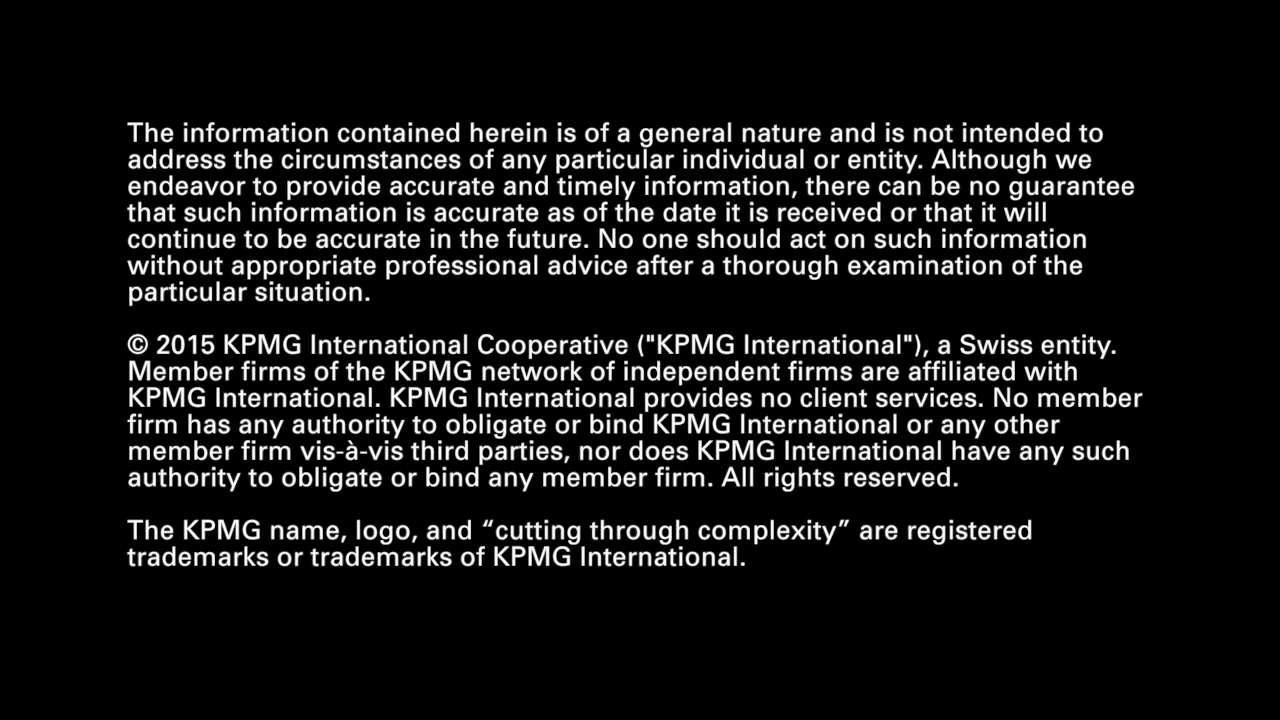 The information contained herein is of a general nature and is not intended to
address the circumstances of any particular individual or entity. Although we
endeavor to provide accurate and timely information, there can be no guarantee
that such information is accurate as of the date it is received or that it will
continue to be accurate in the future. No one should act on such information
without appropriate professional advice after a thorough examination of the
particular situation.
© 2015 KPMG International Cooperative ("KPMG International"), a Swiss entity.
Member firms of the KPMG network of independent firms are affiliated with
KPMG International. KPMG International provides no client services. No member
firm has any authority to obligate or bind KPMG International or any other
member firm vis-à-vis third parties, nor does KPMG International have any such
authority to obligate or bind any member firm. All rights reserved.
The KPMG name, logo, and “cutting through complexity” are registered
trademarks or trademarks of KPMG International.